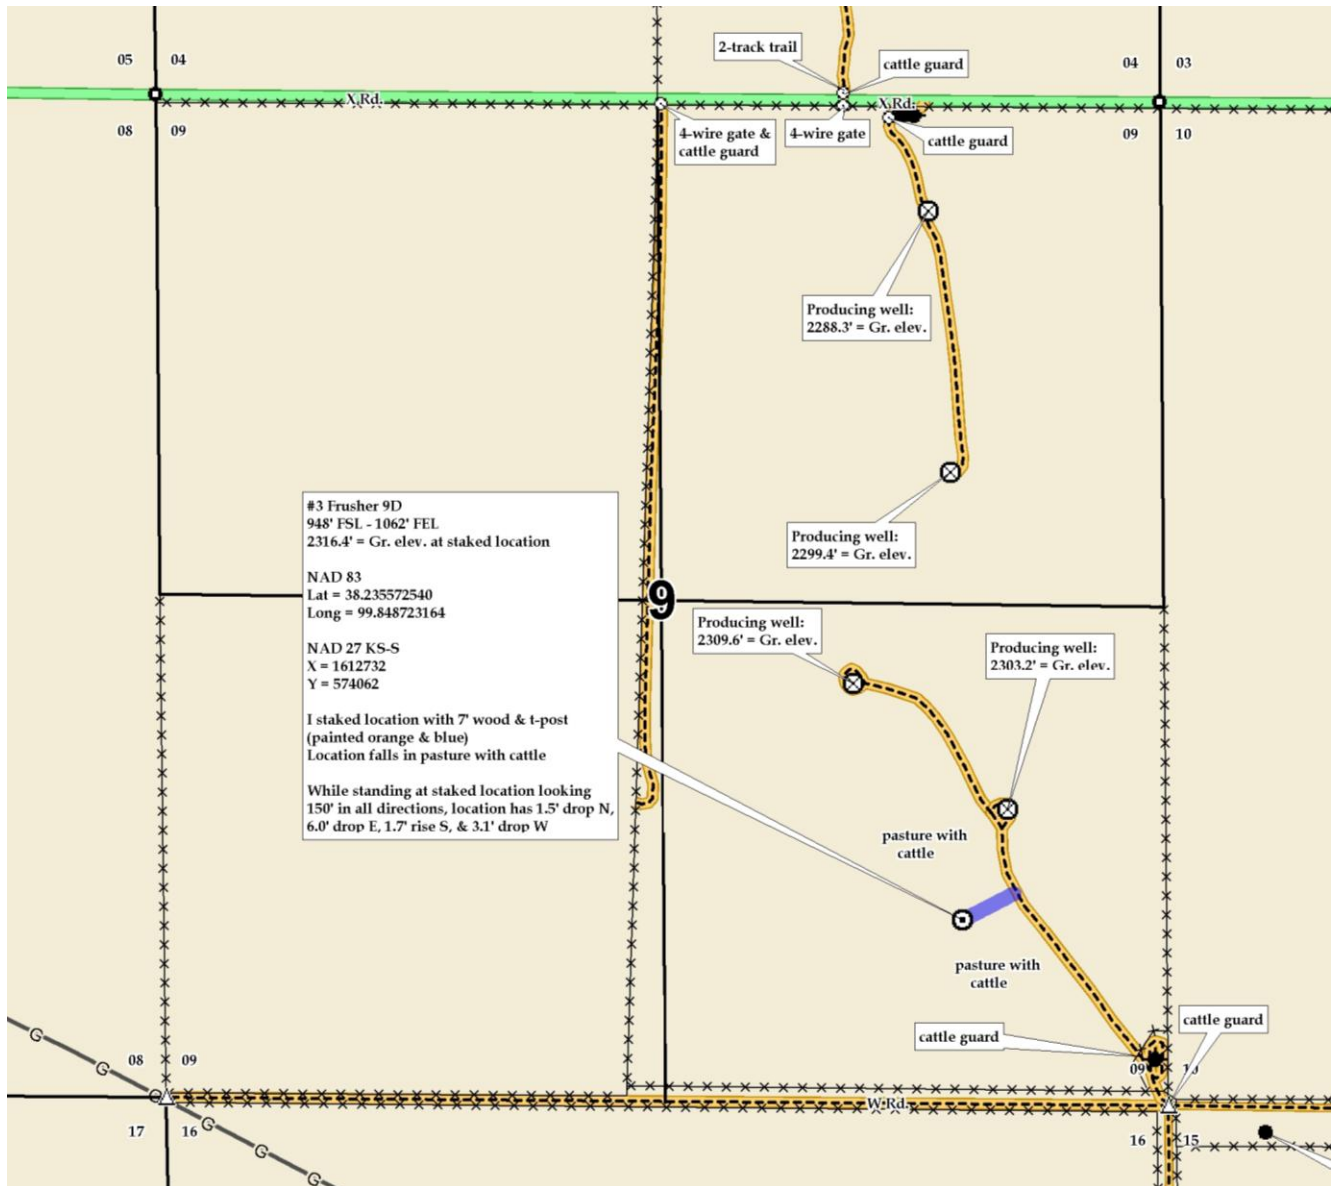 2-track trail
cattle guard
05 04
04 03
X Rd.
X Rd.
08 09
4-wire gate &
cattle guard
4-wire gate
cattle guard
09 10
Producing well:
2288.3' = Gr. elev.
#3 Frusher 9D
948' FSL - 1062' FEL
2316.4' = Gr. elev. at staked location
NAD 83
Lat = 38.235572540
Long = 99.848723164
NAD 27 KS-S
X = 1612732
Y = 574062
I staked location with 7' wood & t-post
(painted orange & blue)
Location falls in pasture with cattle
While standing at staked location looking
150' in all directions, location has 1.5' drop N,
6.0' drop E, 1.7' rise S, & 3.1' drop W
Producing well:
2299.4' = Gr. elev.
9
Producing well:
2309.6' = Gr. elev.
Producing well:
2303.2' = Gr. elev.
pasture with
cattle
pasture with
cattle
G
G
G
G
G
cattle guard
cattle guard
08 09
09 10
W Rd.
17 16
16 15